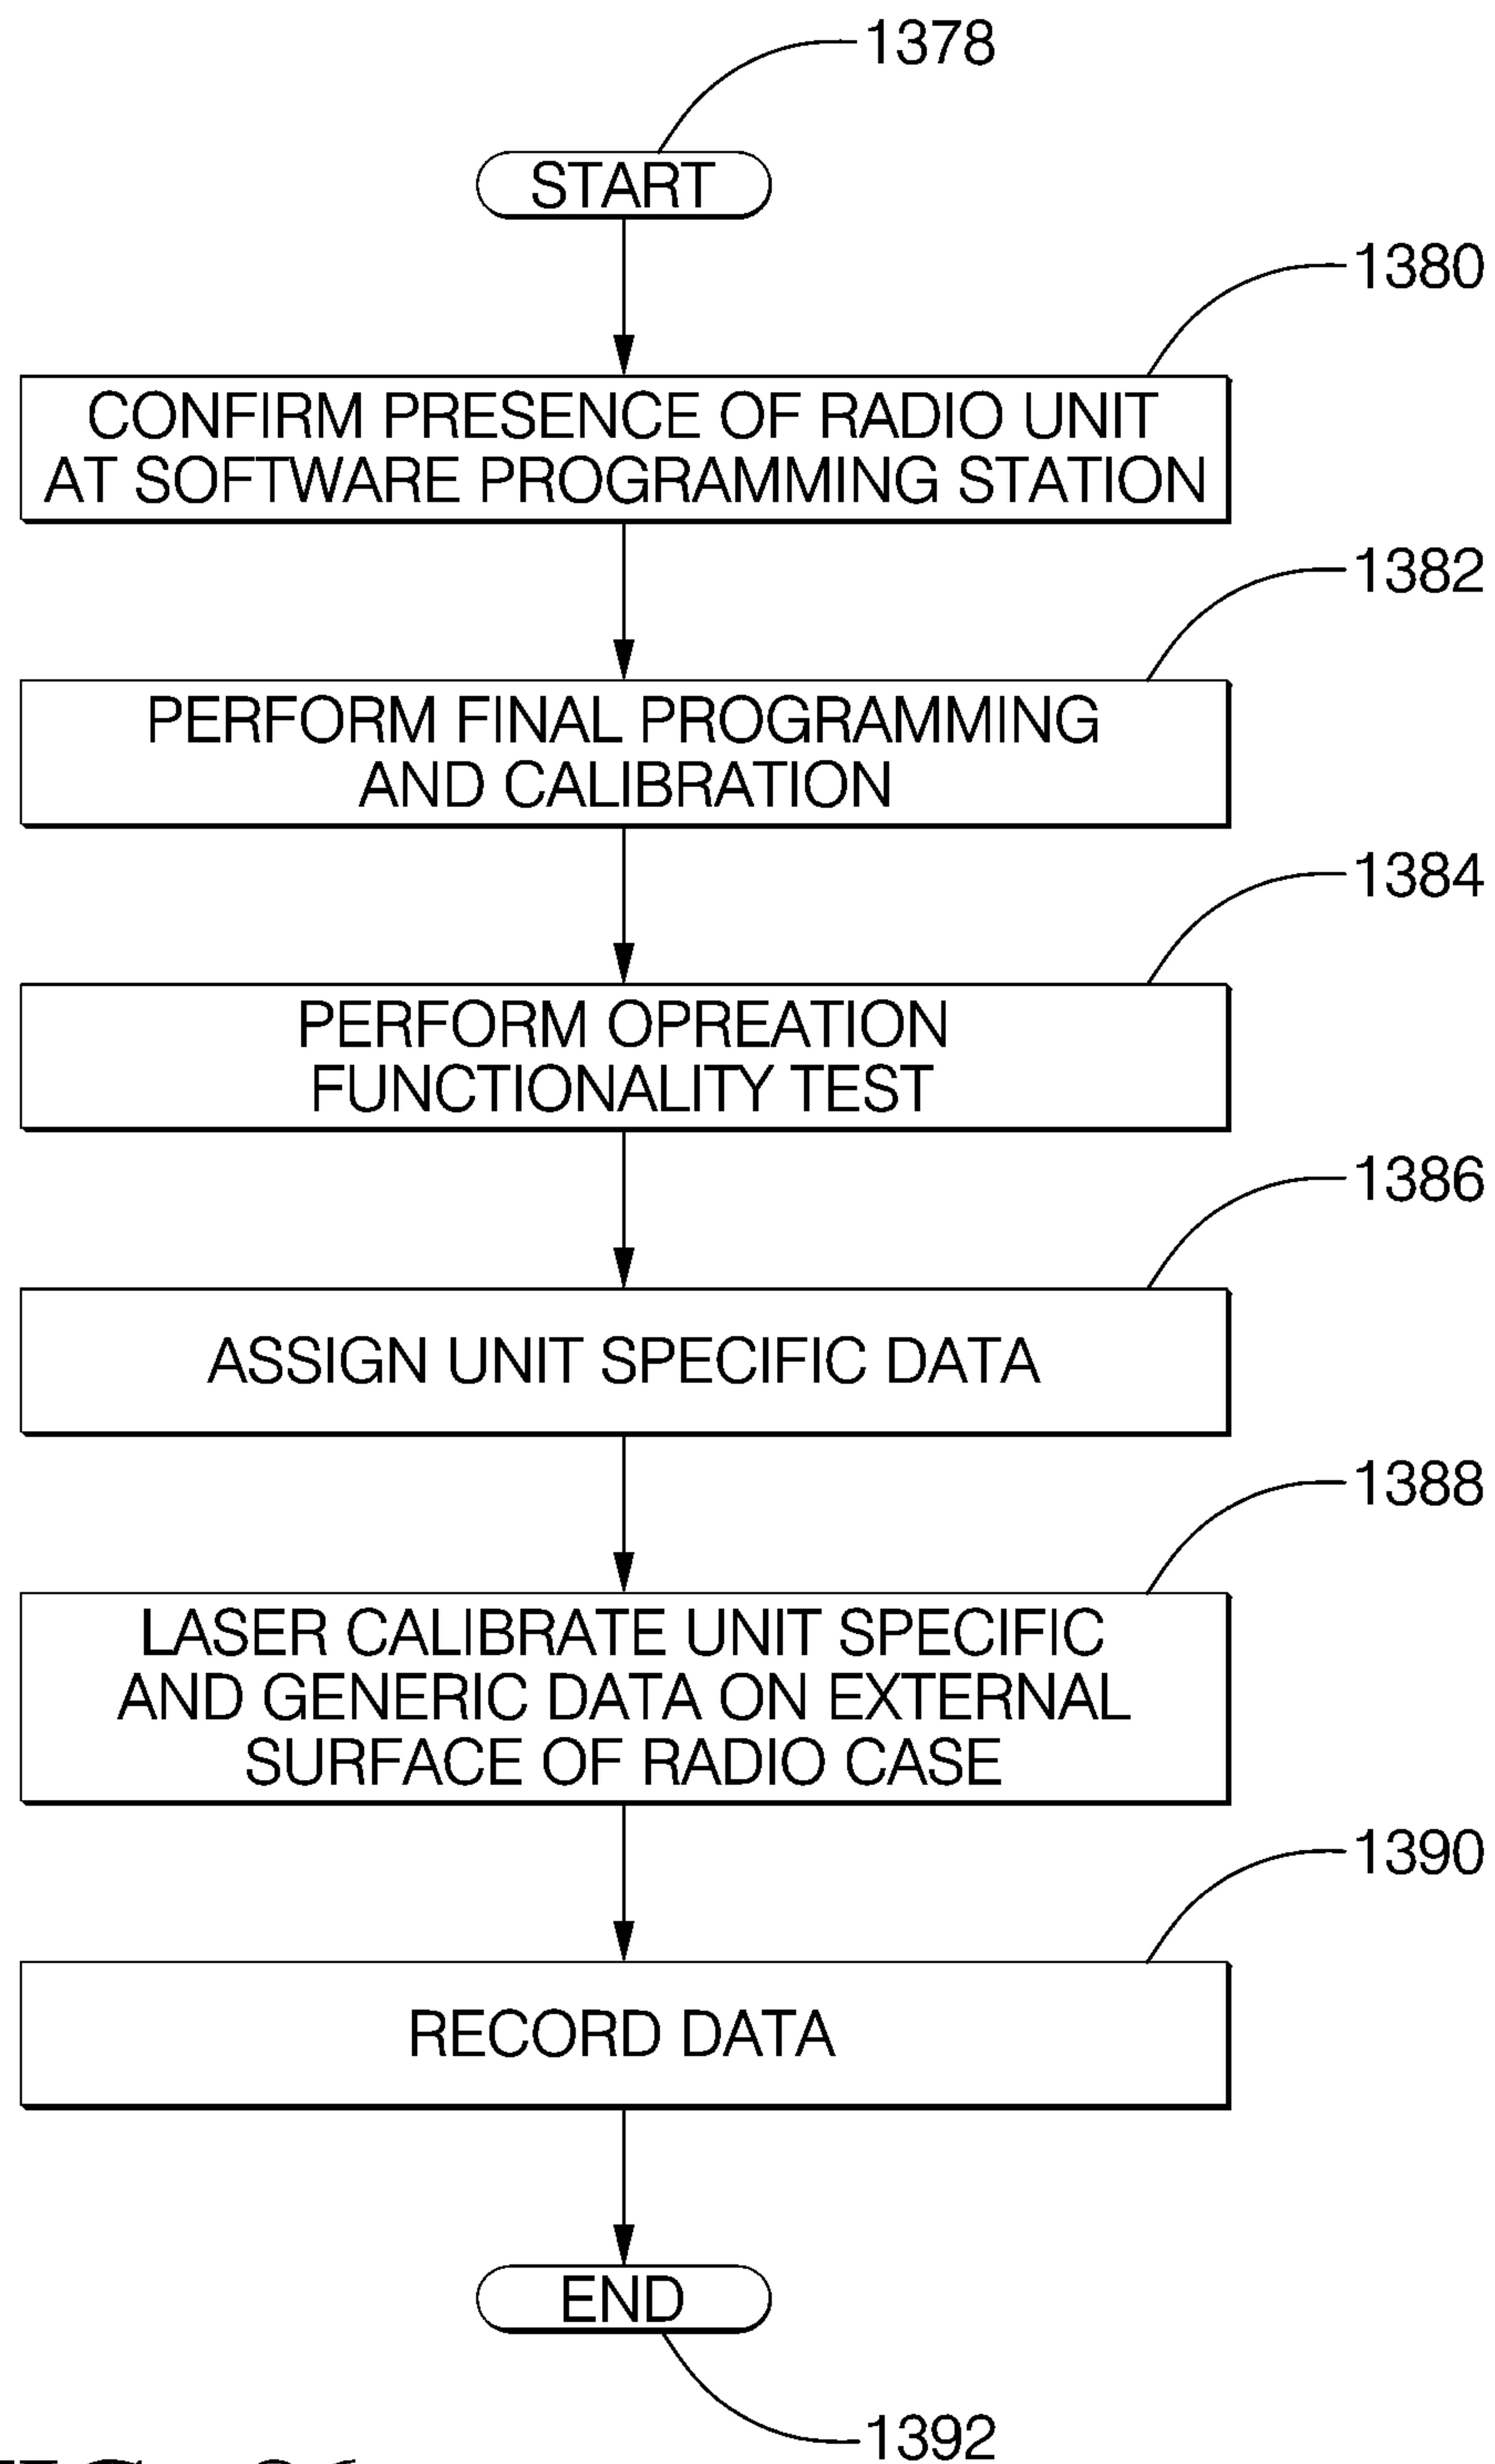 1378
START
1380
CONFIRM PRESENCE OF RADIO UNIT
AT SOFTWARE PROGRAMMING STATION
1382
PERFORM FINAL PROGRAMMING
AND CALIBRATION
1384
PERFORM OPREATION
FUNCTIONALITY TEST
1386
ASSIGN UNIT SPECIFIC DATA
1388
LASER CALIBRATE UNIT SPECIFIC
AND GENERIC DATA ON EXTERNAL
SURFACE OF RADIO CASE
1390
RECORD DATA
END
1392